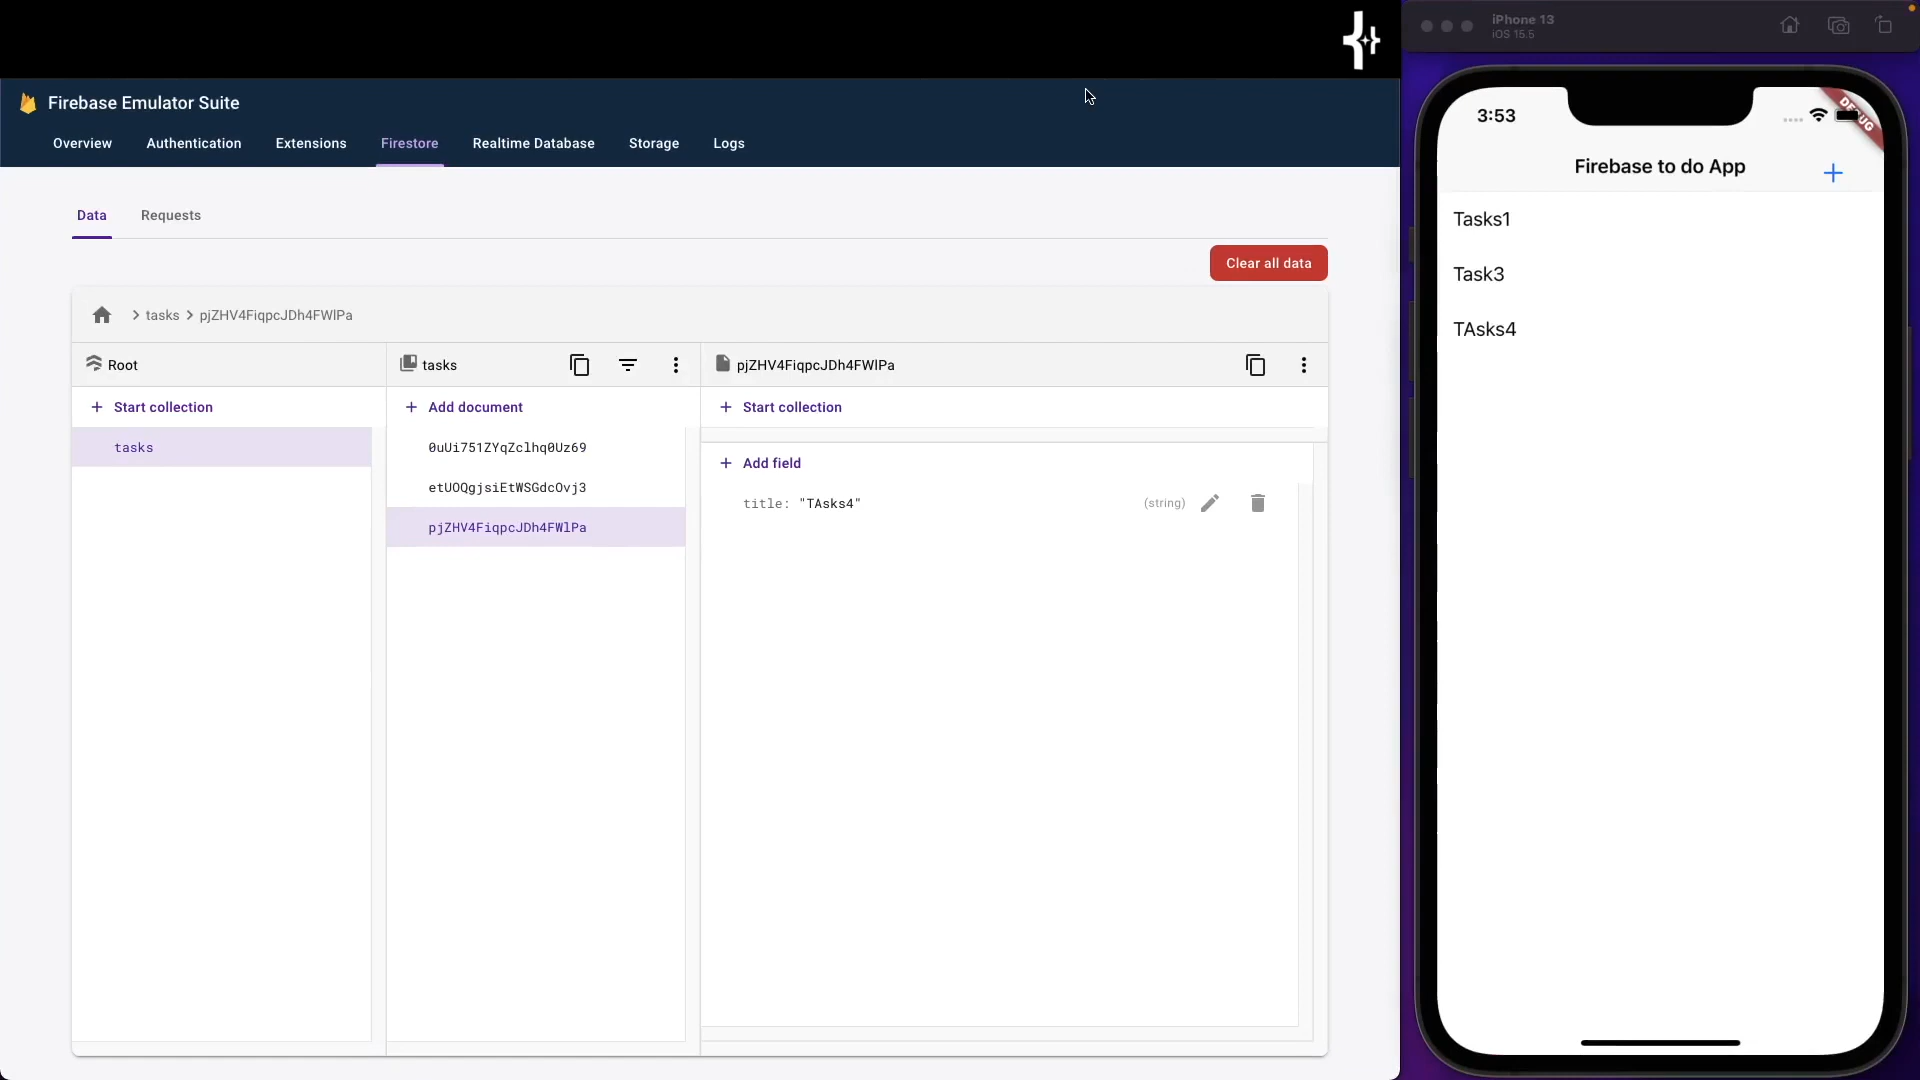 Firebase Emulator Suite
Overview Authentication Extensions Firestore Realtime Database Storage Logs
Data Requests
Clear all data
tasks pjZHV4FiqpcJDh4FWlPa
Root
Start collection
tasks
tasks
Add document
0uUi751ZYqZclhq0Uz69
etUOQgjsiEtWSGdcOvj3
pjZHV4FiqpcJDh4FWlPa
pjZHV4FiqpcJDh4FWlPa
Start collection
Add field
title: "TAsks4" (string)
iPhone 13
iOS 15.5
3:53
DEBUG
Firebase to do App
Tasks1
Task3
TAsks4